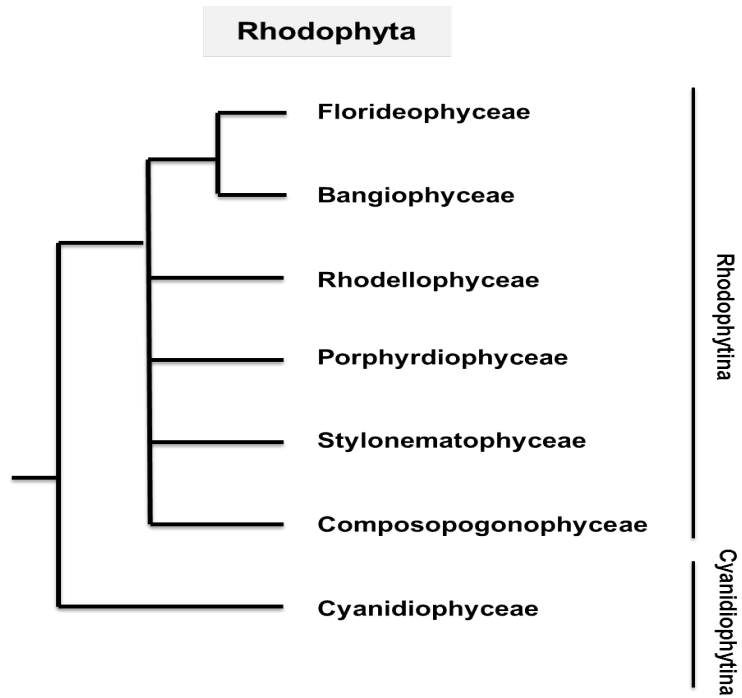 Rhodophyta
Florideophyceae
Bangiophyceae
Rhodellophyceae
Porphyrdiophyceae
Stylonematophyceae
Composopogonophyceae
Cyanidiophyceae
Rhodophytina
Cyanidiophytina